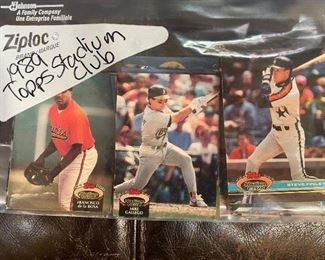 Johnson
A Family Company
Une Entreprise Familiale
Ziploc
1989
Topps Stadium
Club
FRANCISCO
de la ROSA
MIKE
GALLEGO
STEVE FINLEY